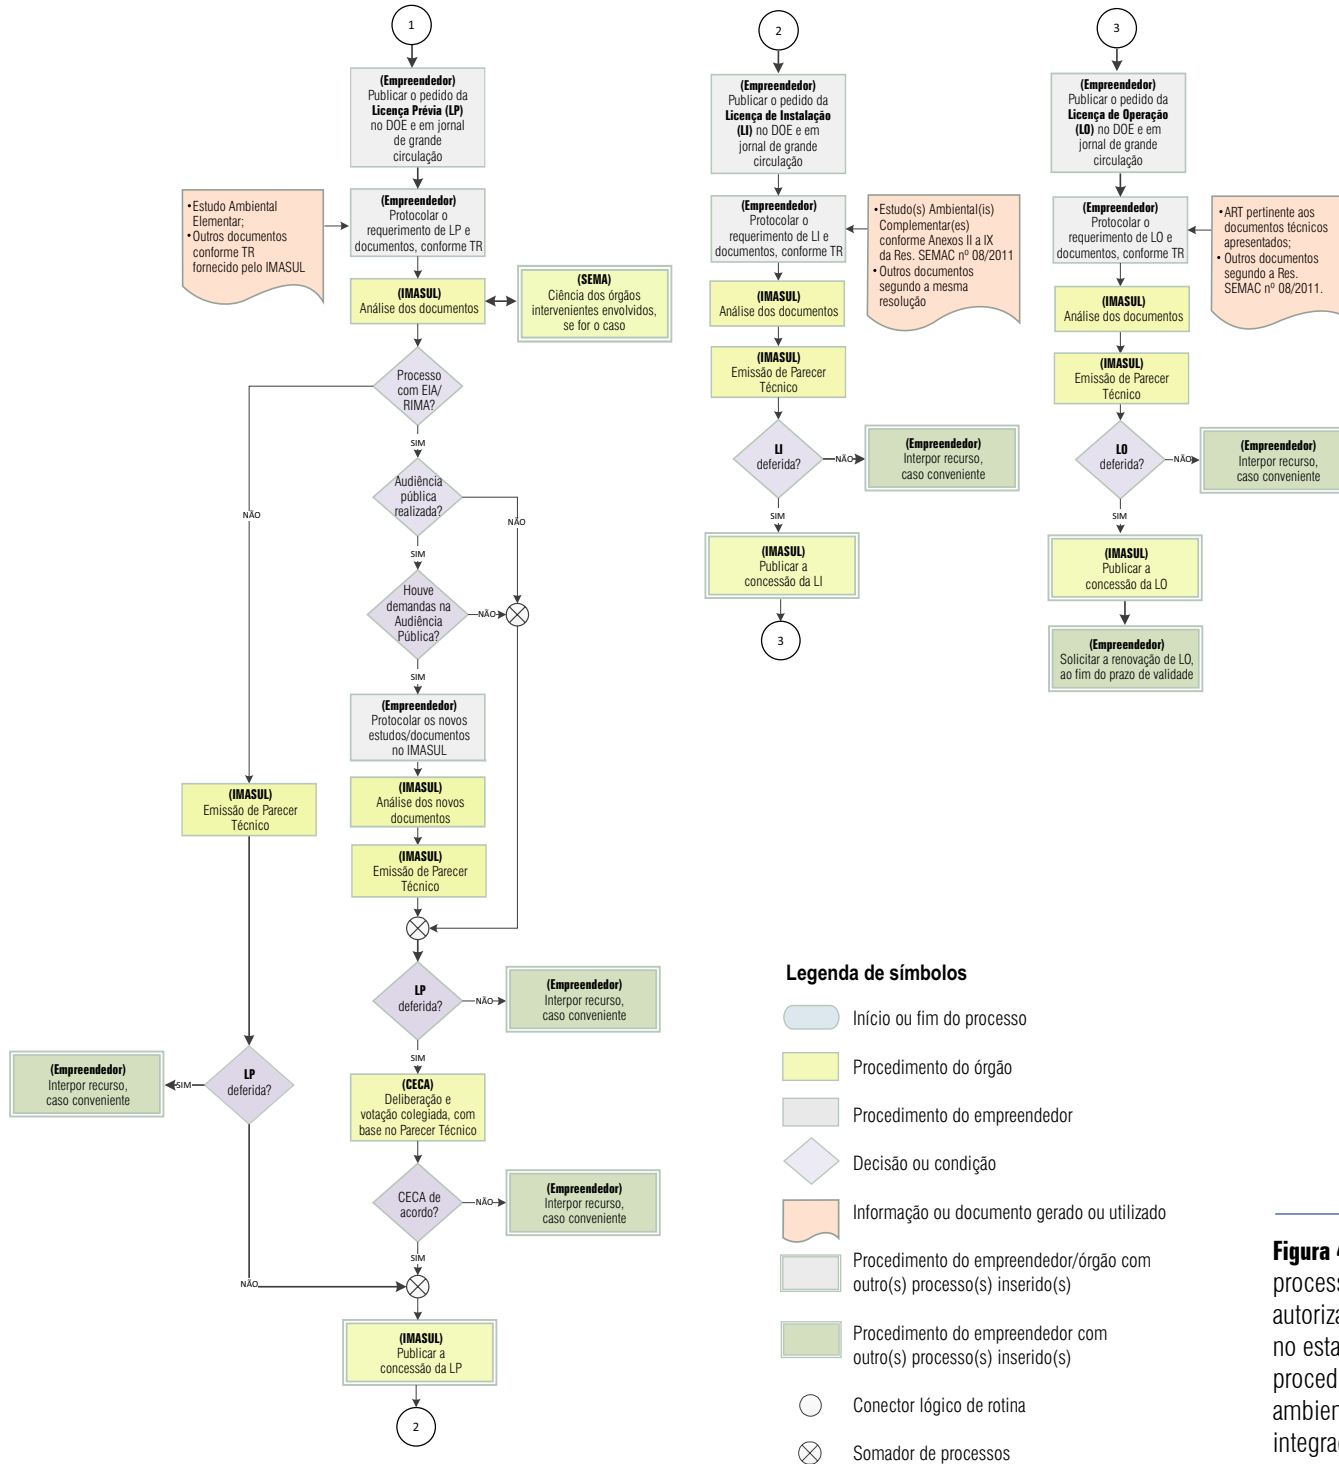 1
(Empreendedor)
Publicar o pedido da
Licença Prévia (LP)
no DOE e em jornal
de grande
circulação
• Estudo Ambiental
Elementar;
• Outros documentos
conforme TR
fornecido pelo IMASUL
(Empreendedor)
Protocolar o
requerimento de LP e
documentos, conforme TR
(IMASUL)
Análise dos documentos
(SEMA)
Ciência dos órgãos
intervenientes envolvidos,
se for o caso
Processo
com EIA/
RIMA?
SIM
NÃO
Audiência
pública
realizada?
NÃO
SIM
Houve
demandas na
Audiência
Pública?
NÃO
SIM
(Empreendedor)
Protocolar os novos
estudos/documentos
no IMASUL
(IMASUL)
Análise dos novos
documentos
(IMASUL)
Emissão de Parecer
Técnico
(IMASUL)
Emissão de Parecer
Técnico
LP
deferida?
NÃO
(Empreendedor)
Interpor recurso,
caso conveniente
SIM
LP
deferida?
SIM
(Empreendedor)
Interpor recurso,
caso conveniente
NÃO
(CECA)
Deliberação e
votação colegiada, com
base no Parecer Técnico
CECA de
acordo?
NÃO
(Empreendedor)
Interpor recurso,
caso conveniente
SIM
(IMASUL)
Publicar a
concessão da LP
2
2
(Empreendedor)
Publicar o pedido da
Licença de Instalação
(LI) no DOE e em
jornal de grande
circulação
(Empreendedor)
Protocolar o
requerimento de LI e
documentos, conforme TR
• Estudo(s) Ambiental(is)
Complementar(es)
conforme Anexos II a IX
da Res. SEMAC nº 08/2011
• Outros documentos
segundo a mesma
resolução
(IMASUL)
Análise dos documentos
(IMASUL)
Emissão de Parecer
Técnico
LI
deferida?
NÃO
(Empreendedor)
Interpor recurso,
caso conveniente
SIM
(IMASUL)
Publicar a
concessão da LI
3
3
(Empreendedor)
Publicar o pedido da
Licença de Operação
(LO) no DOE e em
jornal de grande
circulação
(Empreendedor)
Protocolar o
requerimento de LO e
documentos, conforme TR
• ART pertinente aos
documentos técnicos
apresentados;
• Outros documentos
segundo a Res.
SEMAC nº 08/2011.
(IMASUL)
Análise dos documentos
(IMASUL)
Emissão de Parecer
Técnico
LO
deferida?
NÃO
(Empreendedor)
Interpor recurso,
caso conveniente
SIM
(IMASUL)
Publicar a
concessão da LO
(Empreendedor)
Solicitar a renovação de LO,
ao fim do prazo de validade
Legenda de símbolos
Início ou fim do processo
Procedimento do órgão
Procedimento do empreendedor
Decisão ou condição
Informação ou documento gerado ou utilizado
Procedimento do empreendedor/órgão com
outro(s) processo(s) inserido(s)
Procedimento do empreendedor com
outro(s) processo(s) inserido(s)
Conector lógico de rotina
Somador de processos
Figura
process
autoriza
no esta
proced
ambien
integra